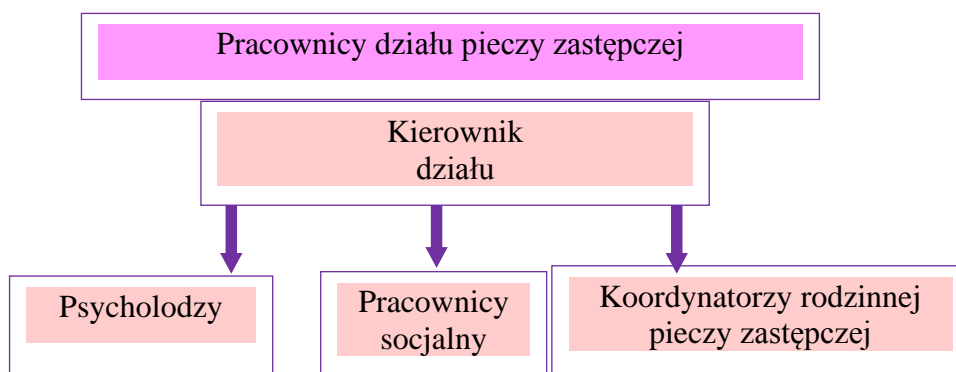 Pracownicy działu pieczy zastępczej
Kierownik
działu
Psycholodzy
Pracownicy
socjalny
Koordynatorzy rodzinnej
pieczy zastępczej